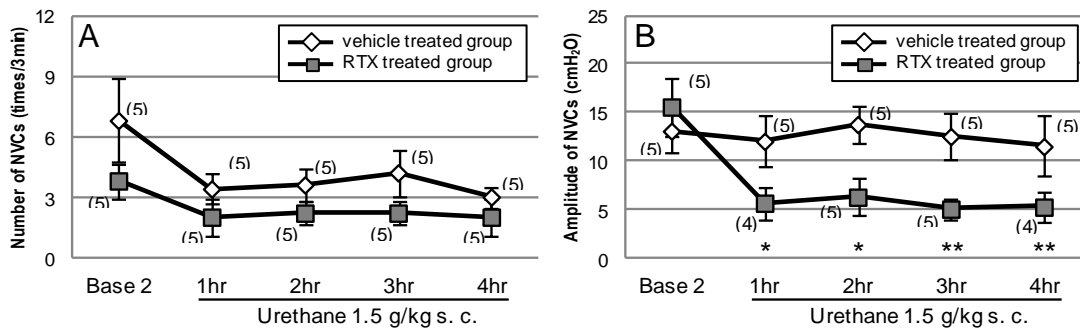 A
vehicle treated group
RTX treated group
Number of NVCs (times/3min)
12
9
6
3
0
(5)
(5)
(5)
(5)
(5)
(5)
(5)
(5)
(5)
(5)
Base 2
1hr
2hr
3hr
4hr
Urethane 1.5 g/kg s. c.
B
vehicle treated group
RTX treated group
Amplitude of NVCs (cmH₂O)
25
20
15
10
5
0
(5)
(5)
(5)
(5)
(5)
(5)
(4)
(5)
(5)
(4)
*
*
**
**
Base 2
1hr
2hr
3hr
4hr
Urethane 1.5 g/kg s. c.